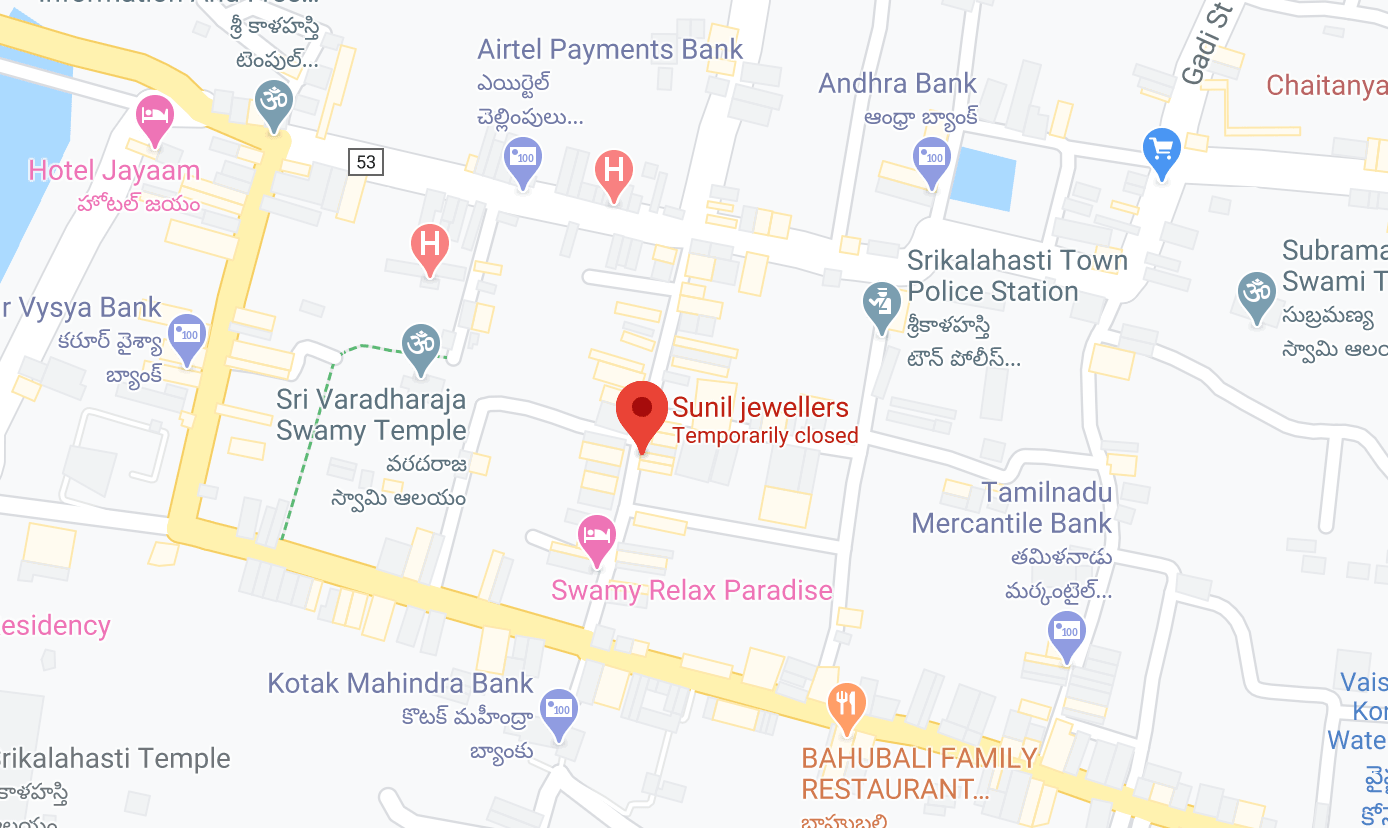 శ్రీ కాళహస్తి
టెంపుల్...
Airtel Payments Bank
ఎయిర్టెల్
చెల్లింపులు...
Andhra Bank
ఆంధ్రా బ్యాంక్
Gadi St
Chaitanya
53
Hotel Jayaam
హోటల్ జయం
Srikalahasti Town
Police Station
శ్రీకాళహస్తి
టౌన్ పోలీస్...
Subrama
Swami T
సుబ్రమణ్య
స్వామి ఆలం
r Vysya Bank
కరూర్ వైశ్యా
బ్యాంక్
Sri Varadharaja
Swamy Temple
వరదరాజ
స్వామి ఆలయం
Sunil jewellers
Temporarily closed
Tamilnadu
Mercantile Bank
తమిళనాడు
మర్కంటైల్...
Swamy Relax Paradise
esidency
Kotak Mahindra Bank
కొటక్ మహీంద్రా
బ్యాంకు
BAHUBALI FAMILY
RESTAURANT...
బాహుబలి
Vais
Kor
Wate
rikalahasti Temple
కాళహస్తి